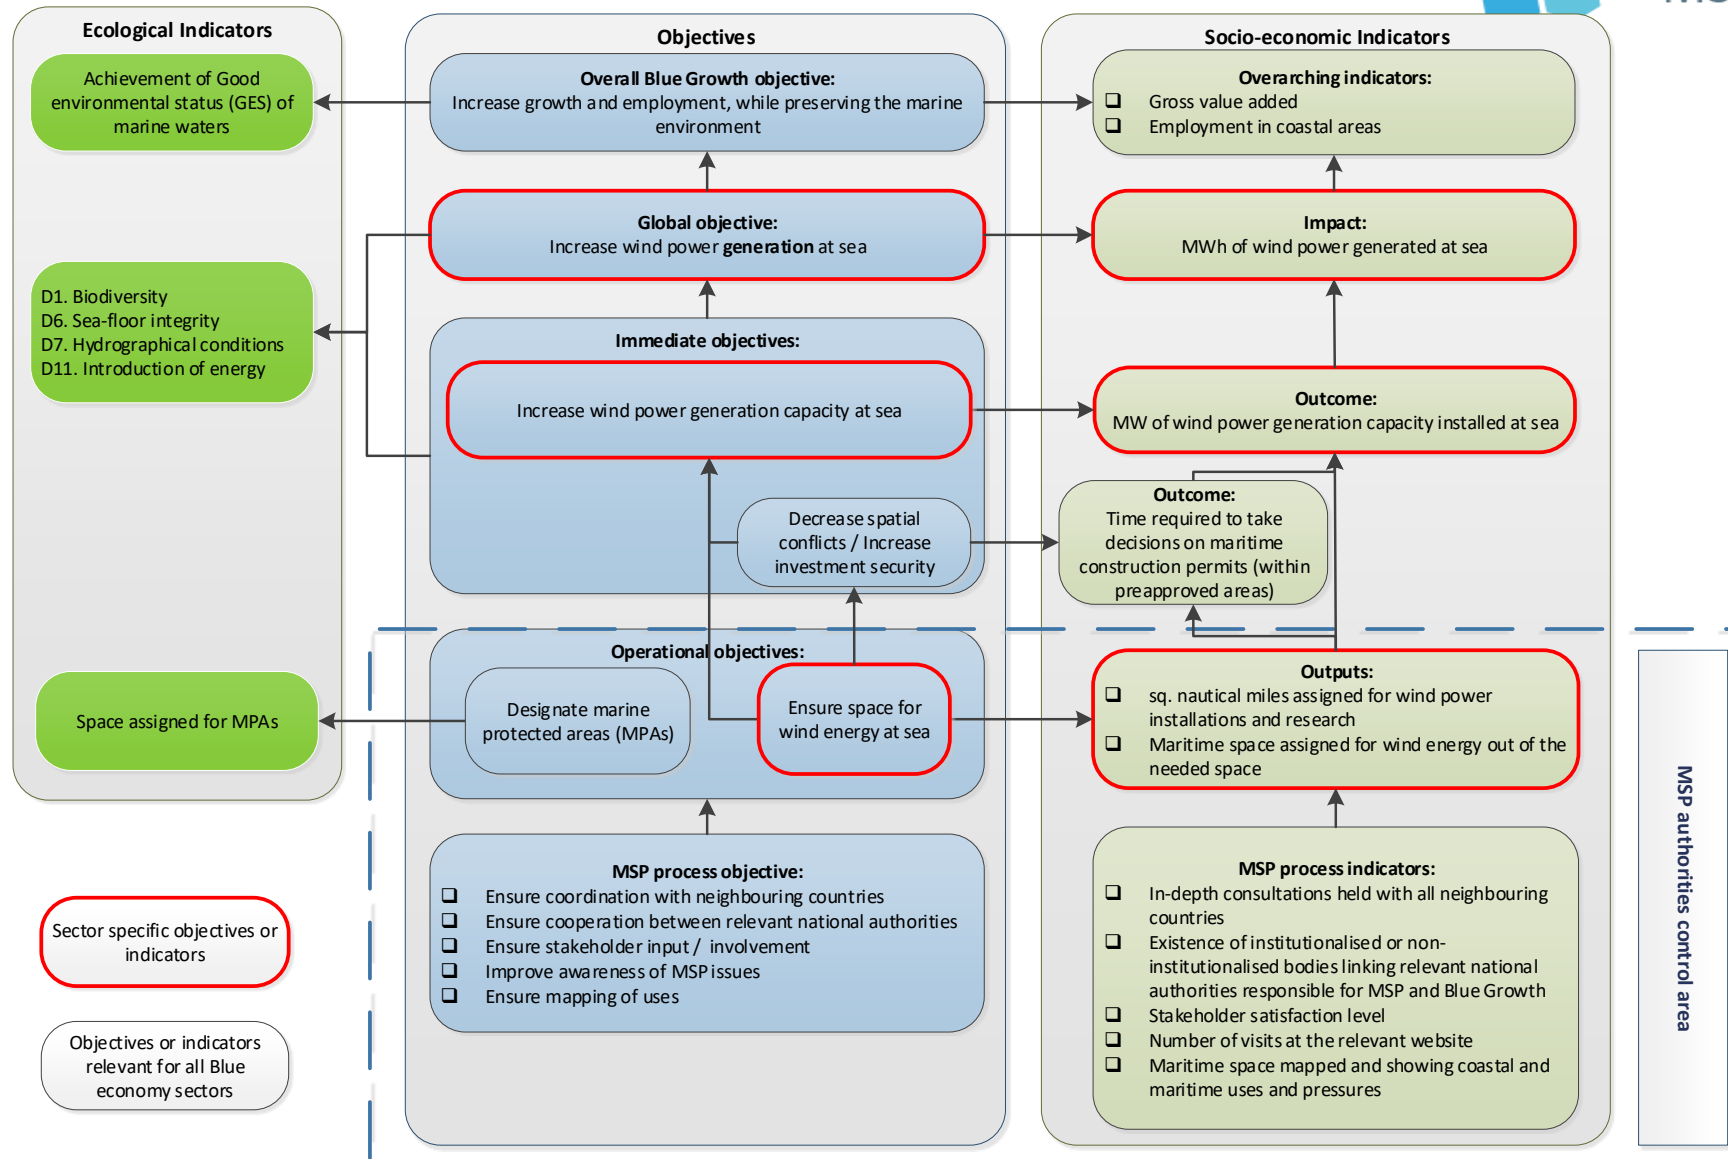 Ecological Indicators
Achievement of Good
environmental status (GES) of
marine waters
D1. Biodiversity
D6. Sea-floor integrity
D7. Hydrographical conditions
D11. Introduction of energy
Space assigned for MPAs
Sector specific objectives or
indicators
Objectives or indicators
relevant for all Blue
economy sectors
Objectives
Overall Blue Growth objective:
Increase growth and employment, while preserving the marine
environment
Global objective:
Increase wind power generation at sea
Immediate objectives:
Increase wind power generation capacity at sea
Decrease spatial
conflicts / Increase
investment security
Operational objectives:
Designate marine
protected areas (MPAs)
Ensure space for
wind energy at sea
MSP process objective:
Ensure coordination with neighbouring countries
Ensure cooperation between relevant national authorities
Ensure stakeholder input / involvement
Improve awareness of MSP issues
Ensure mapping of uses
Socio-economic Indicators
Overarching indicators:
Gross value added
Employment in coastal areas
Impact:
MWh of wind power generated at sea
Outcome:
MW of wind power generation capacity installed at sea
Outcome:
Time required to take
decisions on maritime
construction permits (within
preapproved areas)
Outputs:
sq. nautical miles assigned for wind power
installations and research
Maritime space assigned for wind energy out of the
needed space
MSP process indicators:
In-depth consultations held with all neighbouring
countries
Existence of institutionalised or non-
institutionalised bodies linking relevant national
authorities responsible for MSP and Blue Growth
Stakeholder satisfaction level
Number of visits at the relevant website
Maritime space mapped and showing coastal and
maritime uses and pressures
MSP authorities control area